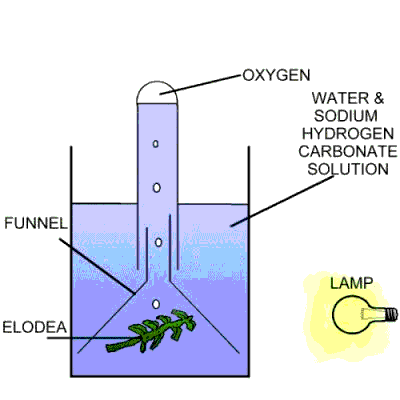 OXYGEN
WATER &
SODIUM
HYDROGEN
CARBONATE
SOLUTION
FUNNEL
LAMP
ELODEA